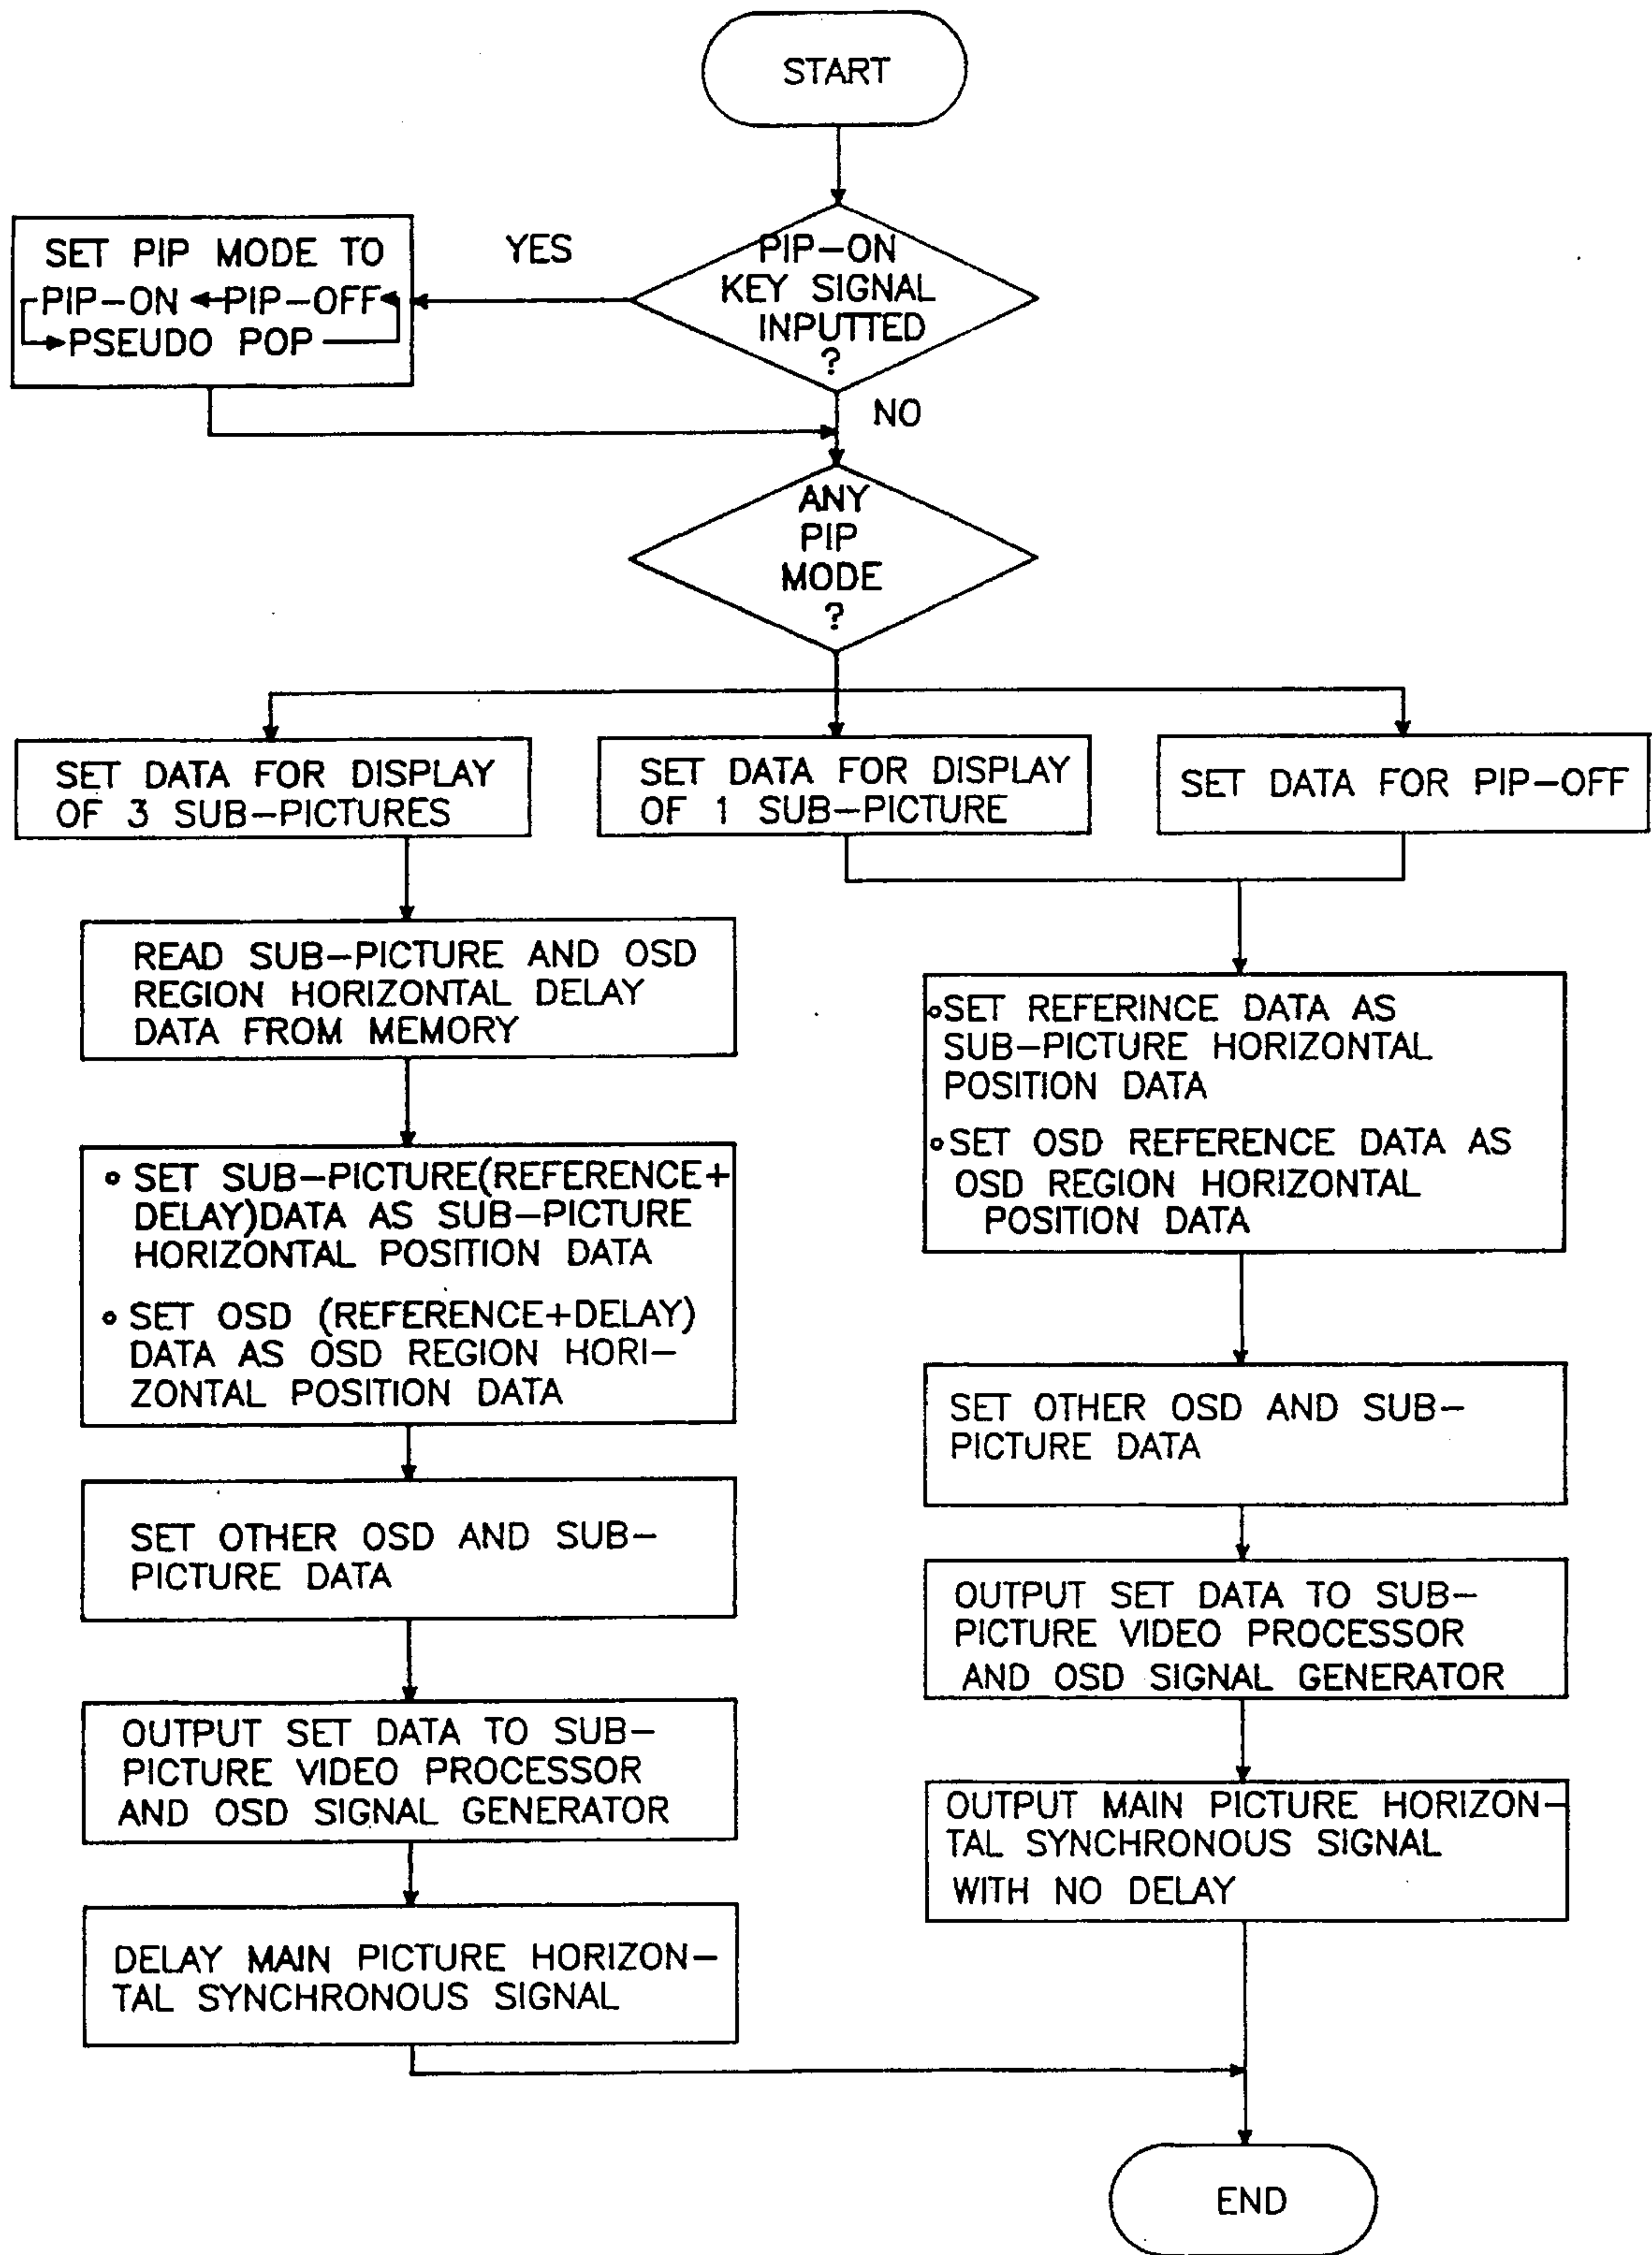 START
PIP-ON
KEY SIGNAL
INPUTTED
?
YES
SET PIP MODE TO
PIP-ON PIP-OFF
PSEUDO POP
NO
ANY
PIP
MODE
?
SET DATA FOR DISPLAY
OF 3 SUB-PICTURES
SET DATA FOR DISPLAY
OF 1 SUB-PICTURE
SET DATA FOR PIP-OFF
READ SUB-PICTURE AND OSD
REGION HORIZONTAL DELAY
DATA FROM MEMORY
SET SUB-PICTURE(REFERENCE+
DELAY)DATA AS SUB-PICTURE
HORIZONTAL POSITION DATA
SET OSD (REFERENCE+DELAY)
DATA AS OSD REGION HORI-
ZONTAL POSITION DATA
SET OTHER OSD AND SUB-
PICTURE DATA
OUTPUT SET DATA TO SUB-
PICTURE VIDEO PROCESSOR
AND OSD SIGNAL GENERATOR
DELAY MAIN PICTURE HORIZON-
TAL SYNCHRONOUS SIGNAL
SET REFERINCE DATA AS
SUB-PICTURE HORIZONTAL
POSITION DATA
SET OSD REFERENCE DATA AS
OSD REGION HORIZONTAL
POSITION DATA
SET OTHER OSD AND SUB-
PICTURE DATA
OUTPUT SET DATA TO SUB-
PICTURE VIDEO PROCESSOR
AND OSD SIGNAL GENERATOR
OUTPUT MAIN PICTURE HORIZON-
TAL SYNCHRONOUS SIGNAL
WITH NO DELAY
END